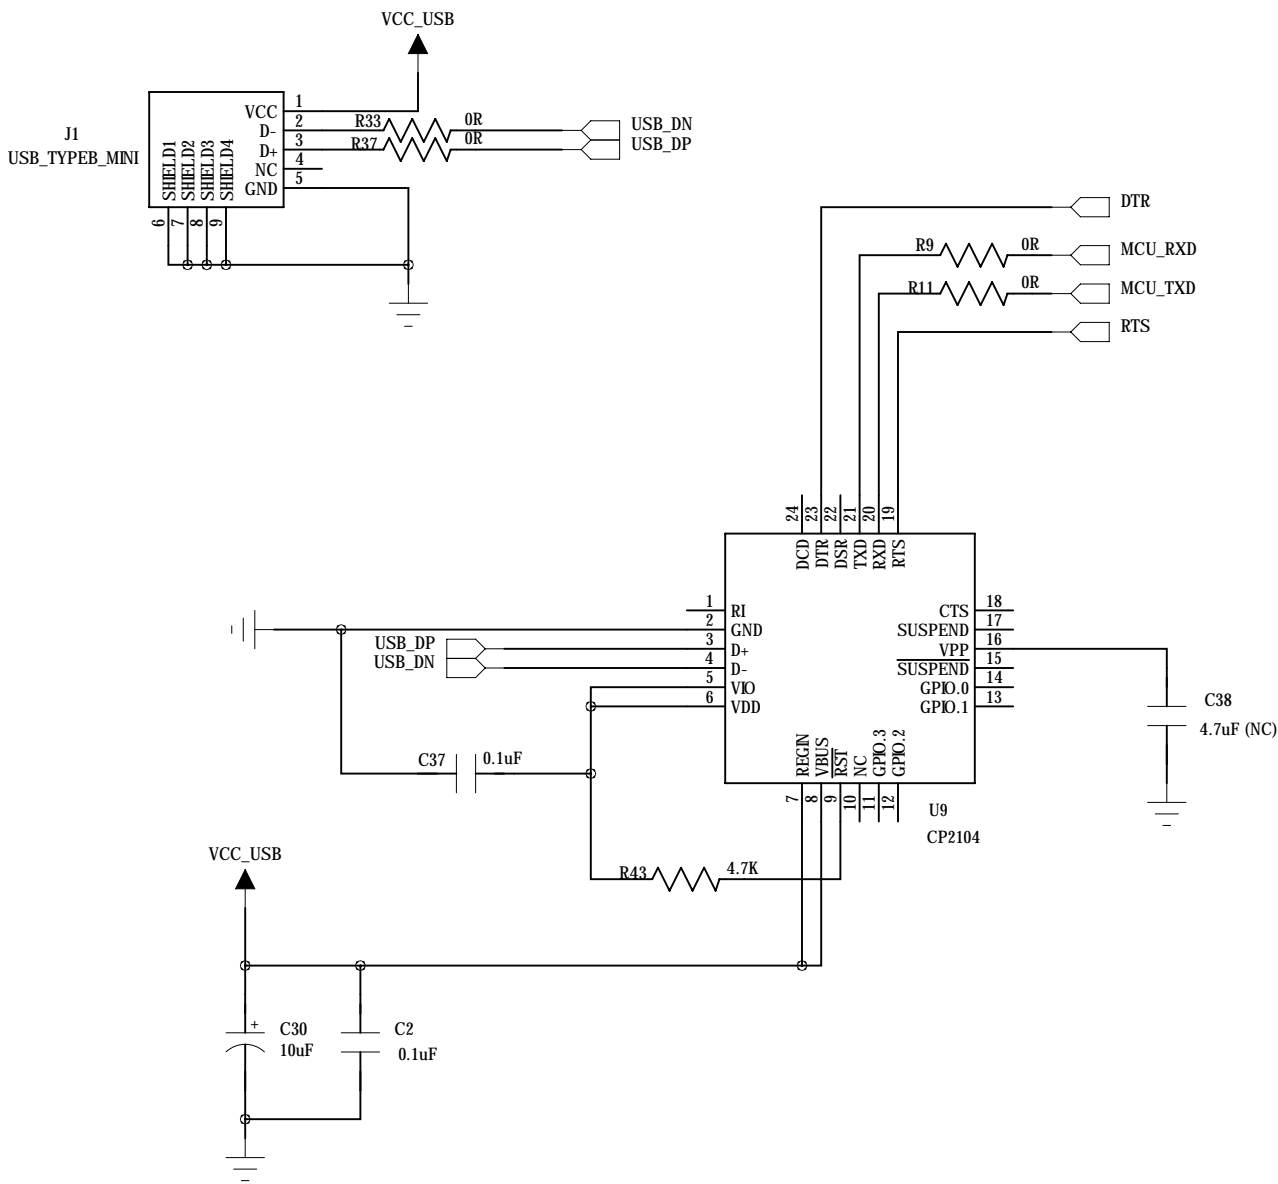 VCC_USB
J1
USB_TYPEB_MINI
VCC
D-
D+
NC
GND
1
2
3
4
5
SHIELD1
SHIELD2
SHIELD3
SHIELD4
6
7
8
9
R33
0R
R37
0R
USB_DN
USB_DP
DTR
R9
0R
MCU_RXD
R11
0R
MCU_TXD
RTS
24
23
22
21
20
19
DCD
DTR
DSR
TXD
RXD
RTS
1
2
3
4
5
6
RI
GND
D+
D-
VIO
VDD
USB_DP
USB_DN
CTS
SUSPEND
VPP
SUSPEND
GPIO.0
GPIO.1
18
17
16
15
14
13
REGIN
VBUS
RST
NC
GPIO.3
GPIO.2
7
8
9
10
11
12
U9
CP2104
C38
4.7uF (NC)
C37
0.1uF
R43
4.7K
VCC_USB
+
C30
10uF
C2
0.1uF